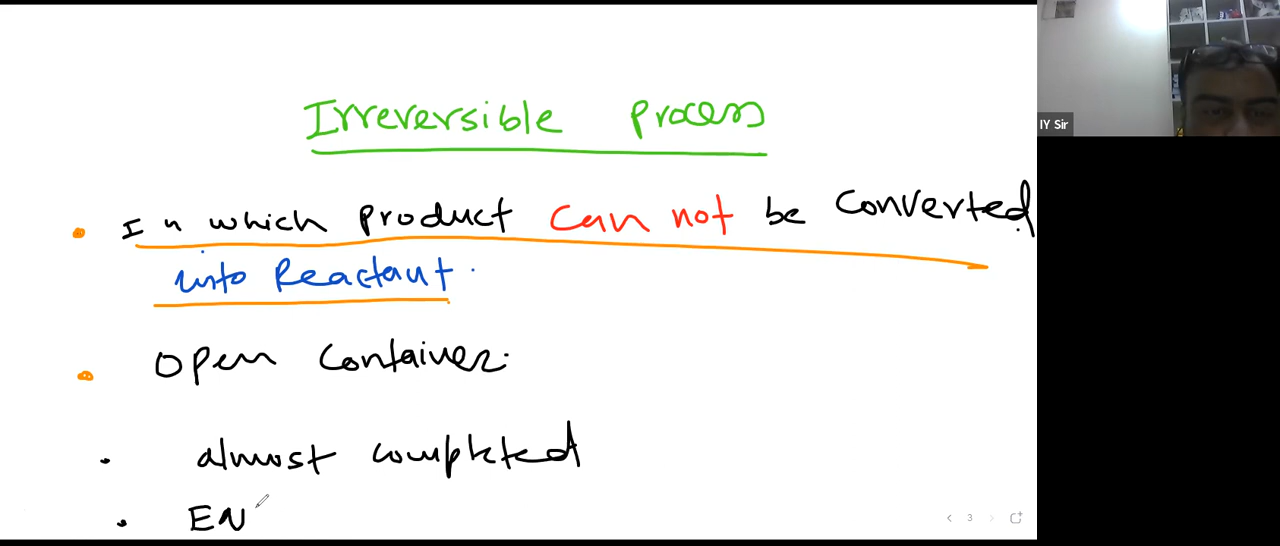 Irreversible process
In which product can not be converted
into Reactant.
open container.
almost completed
EN
IY Sir
3